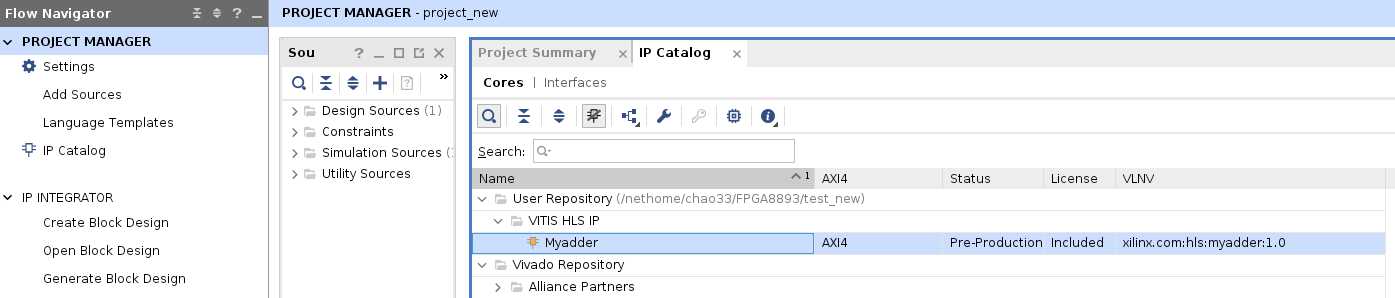 Flow Navigator ?
PROJECT MANAGER
Settings
Add Sources
Language Templates
IP Catalog
IP INTEGRATOR
Create Block Design
Open Block Design
Generate Block Design
PROJECT MANAGER - project_new
Sou ?
» 
?
Design Sources (1)
Constraints
Simulation Sources
Utility Sources
Project Summary × IP Catalog ×
Cores | Interfaces
Search:
Name 1 AXI4 Status License VLNV
User Repository (/nethome/chao33/FPGA8893/test_new)
VITIS HLS IP
Myadder AXI4 Pre-Production Included xilinx.com:hls:myadder:1.0
Vivado Repository
Alliance Partners